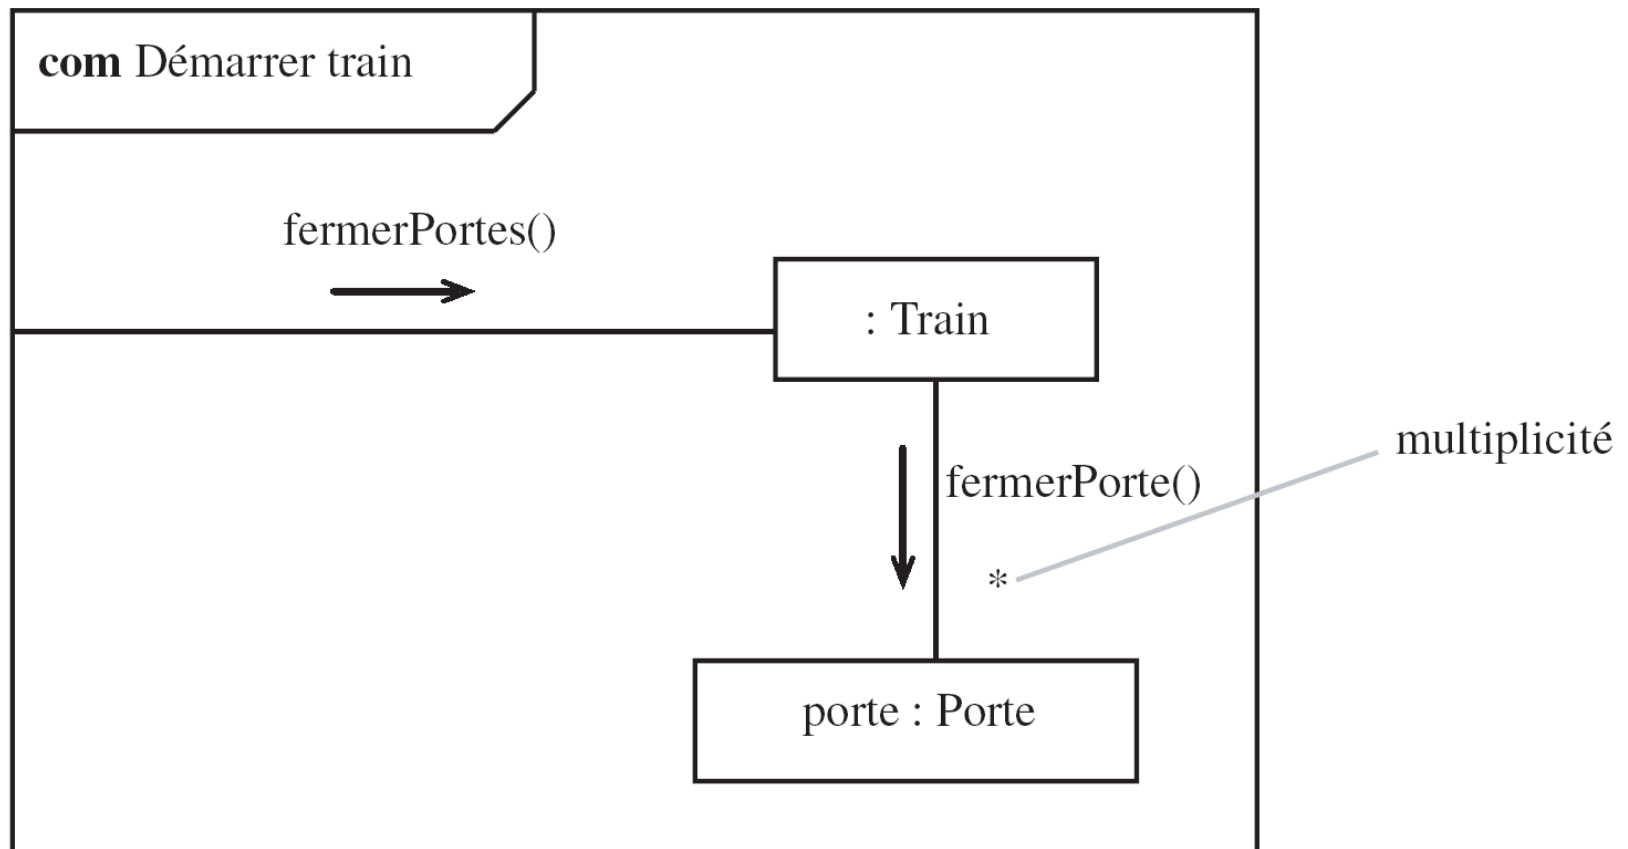 com Démarrer train
fermerPortes()
: Train
multiplicité
fermerPorte()
*
porte : Porte